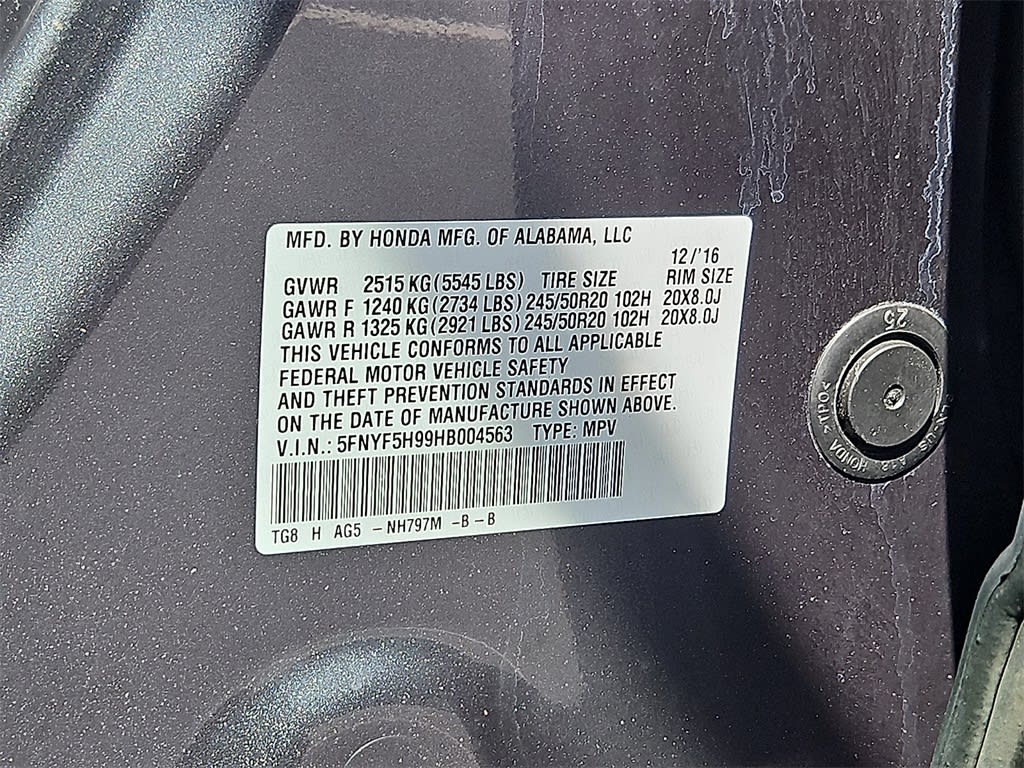 MFD. BY HONDA MFG. OF ALABAMA, LLC
12/'16
GVWR 2515 KG (5545 LBS) TIRE SIZE RIM SIZE
GAWR F 1240 KG (2734 LBS) 245/50R20 102H 20X8.0J
GAWR R 1325 KG (2921 LBS) 245/50R20 102H 20X8.0J
THIS VEHICLE CONFORMS TO ALL APPLICABLE
FEDERAL MOTOR VEHICLE SAFETY
AND THEFT PREVENTION STANDARDS IN EFFECT
ON THE DATE OF MANUFACTURE SHOWN ABOVE.
V.I.N.: 5FNYF5H99HB004563 TYPE: MPV
TG8 H AG5 -NH797M -B-B
25
HONDA